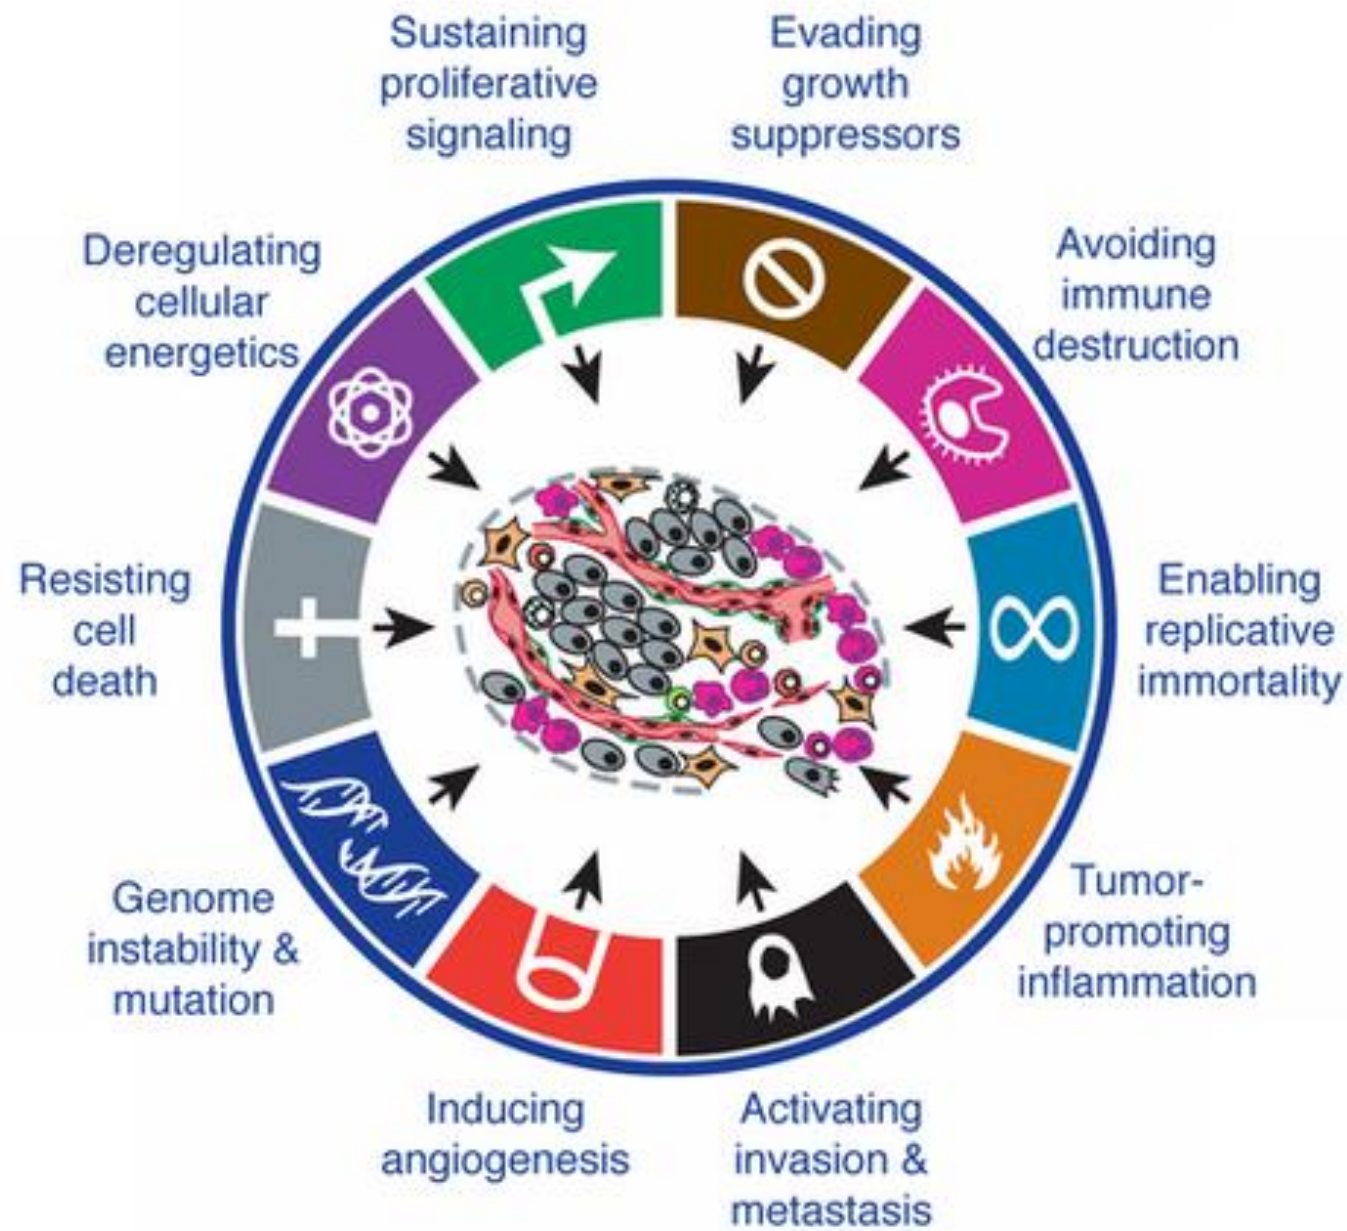 Sustaining
proliferative
signaling
Evading
growth
suppressors
Avoiding
immune
destruction
Enabling
replicative
immortality
Tumor-
promoting
inflammation
Activating
invasion &
metastasis
Inducing
angiogenesis
Genome
instability &
mutation
Resisting
cell
death
Deregulating
cellular
energetics